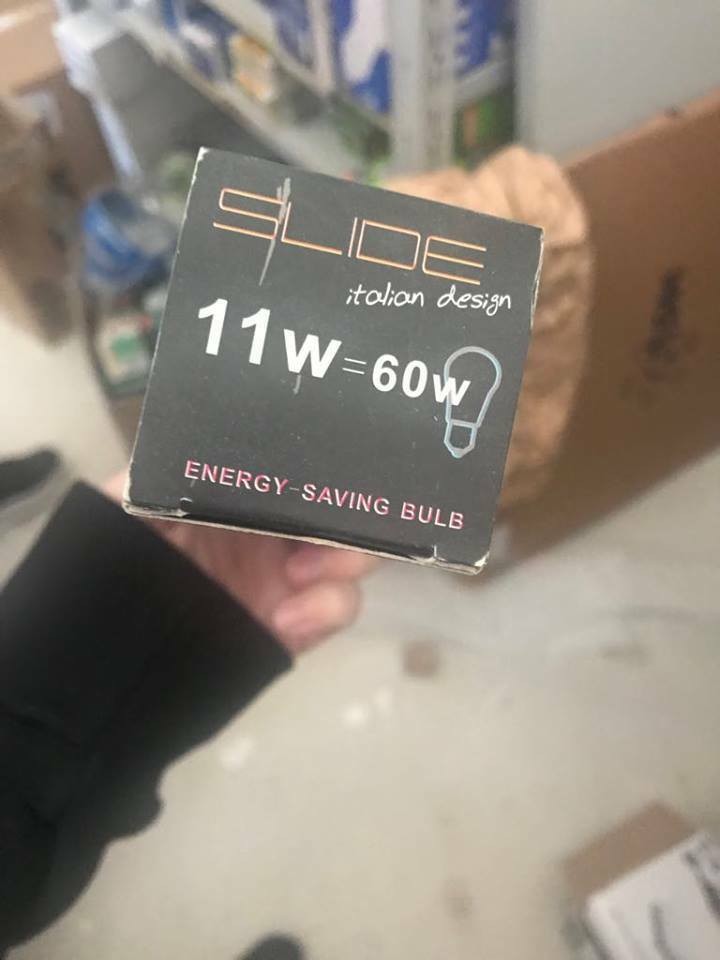 SLIDE
italian design
11w=60w
ENERGY-SAVING BULB